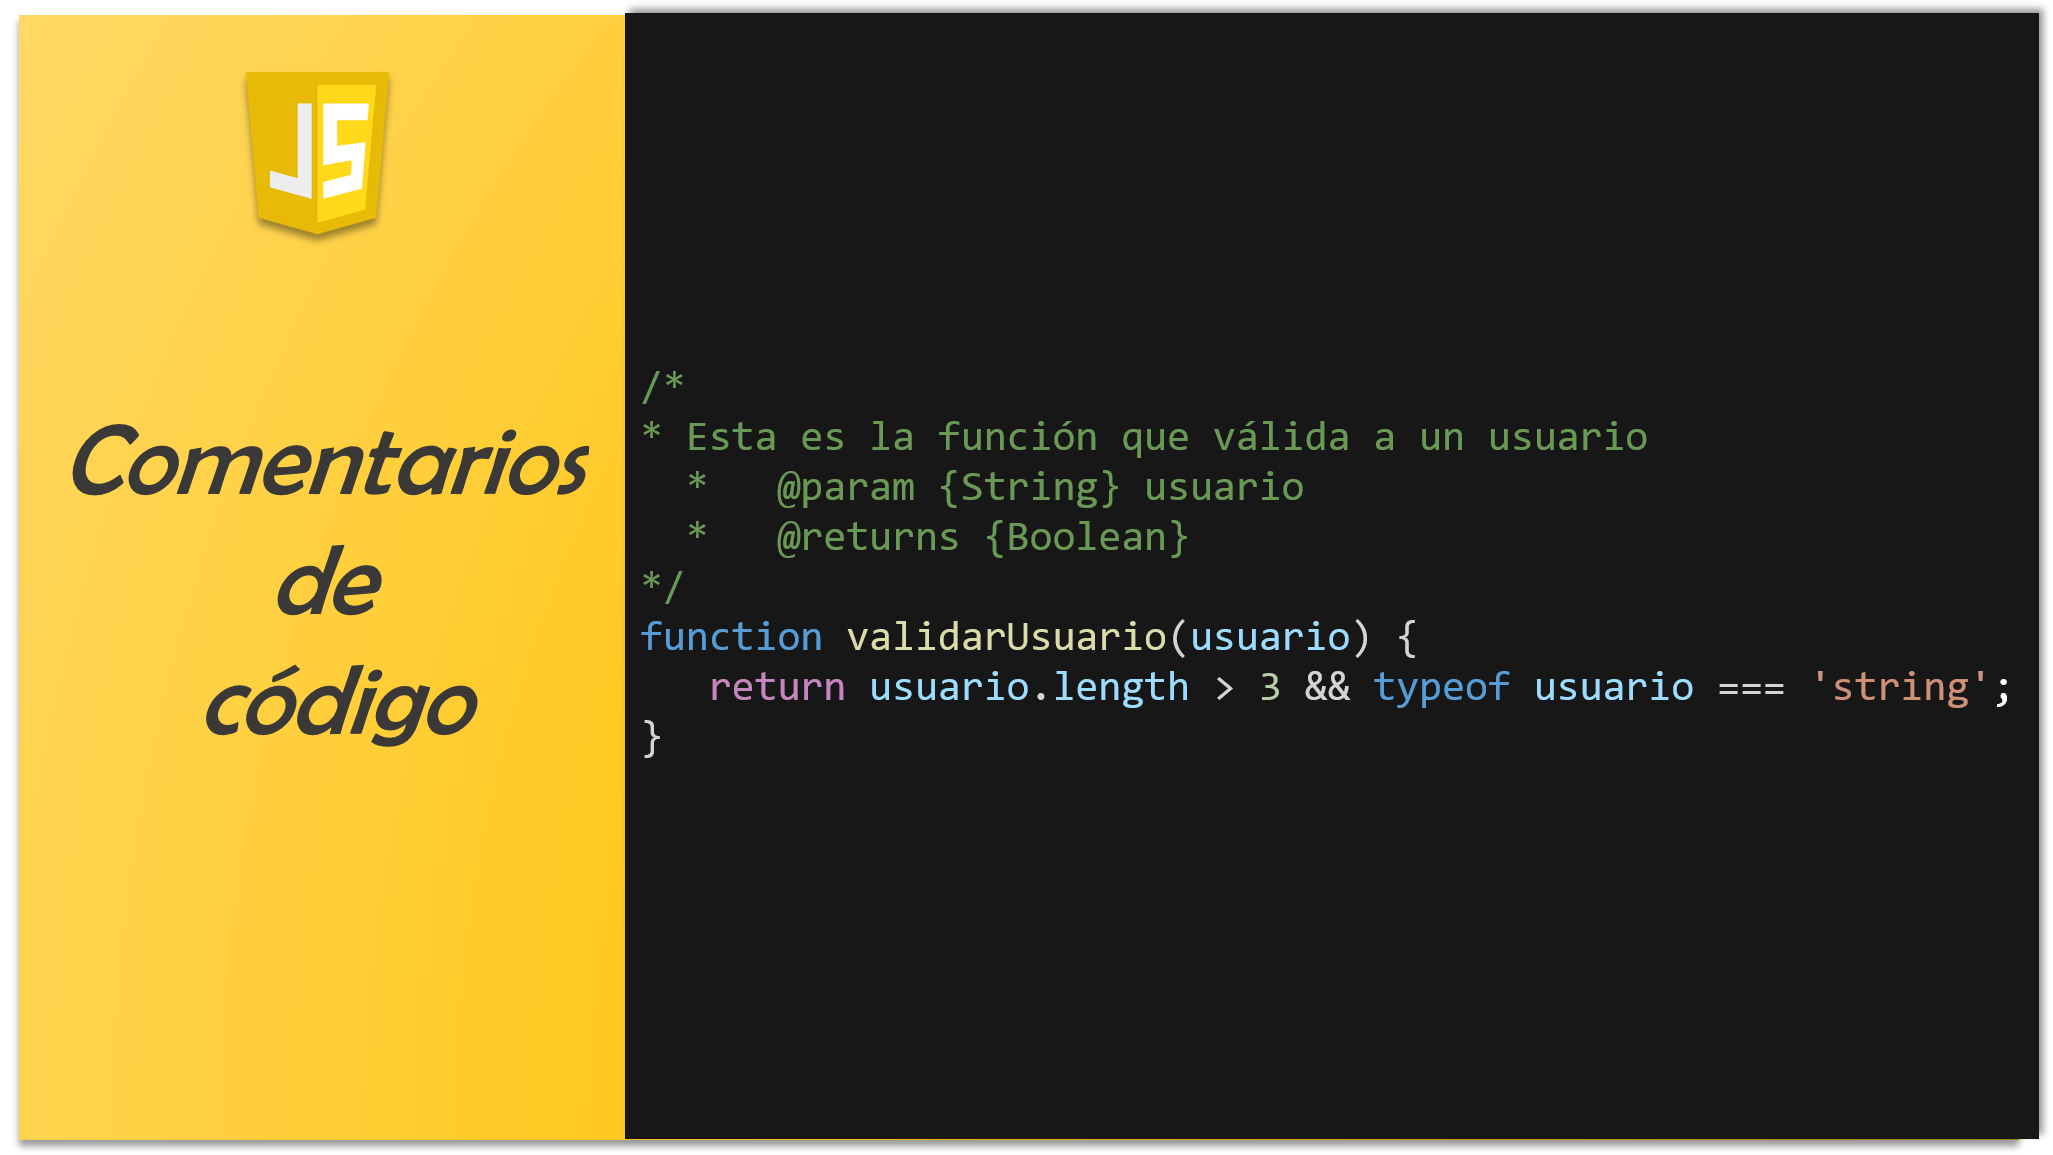 JS
Comentarios
de
código
/*
* Esta es la función que válida a un usuario
  *   @param {String} usuario
  *   @returns {Boolean}
*/
function validarUsuario(usuario) {
   return usuario.length > 3 && typeof usuario === 'string';
}